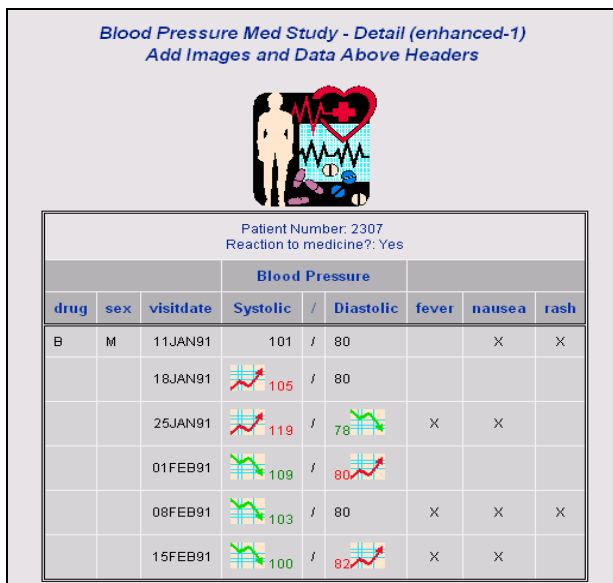 Blood Pressure Med Study - Detail (enhanced-1)
Add Images and Data Above Headers
Patient Number: 2307
Reaction to medicine?: Yes
Blood Pressure
drug sex visitdate Systolic / Diastolic fever nausea rash
B M 11JAN91 101 / 80 X X
18JAN91 105 / 80
25JAN91 119 / 78 X X
01FEB91 109 / 80
08FEB91 103 / 80 X X X
15FEB91 100 / 82 X X